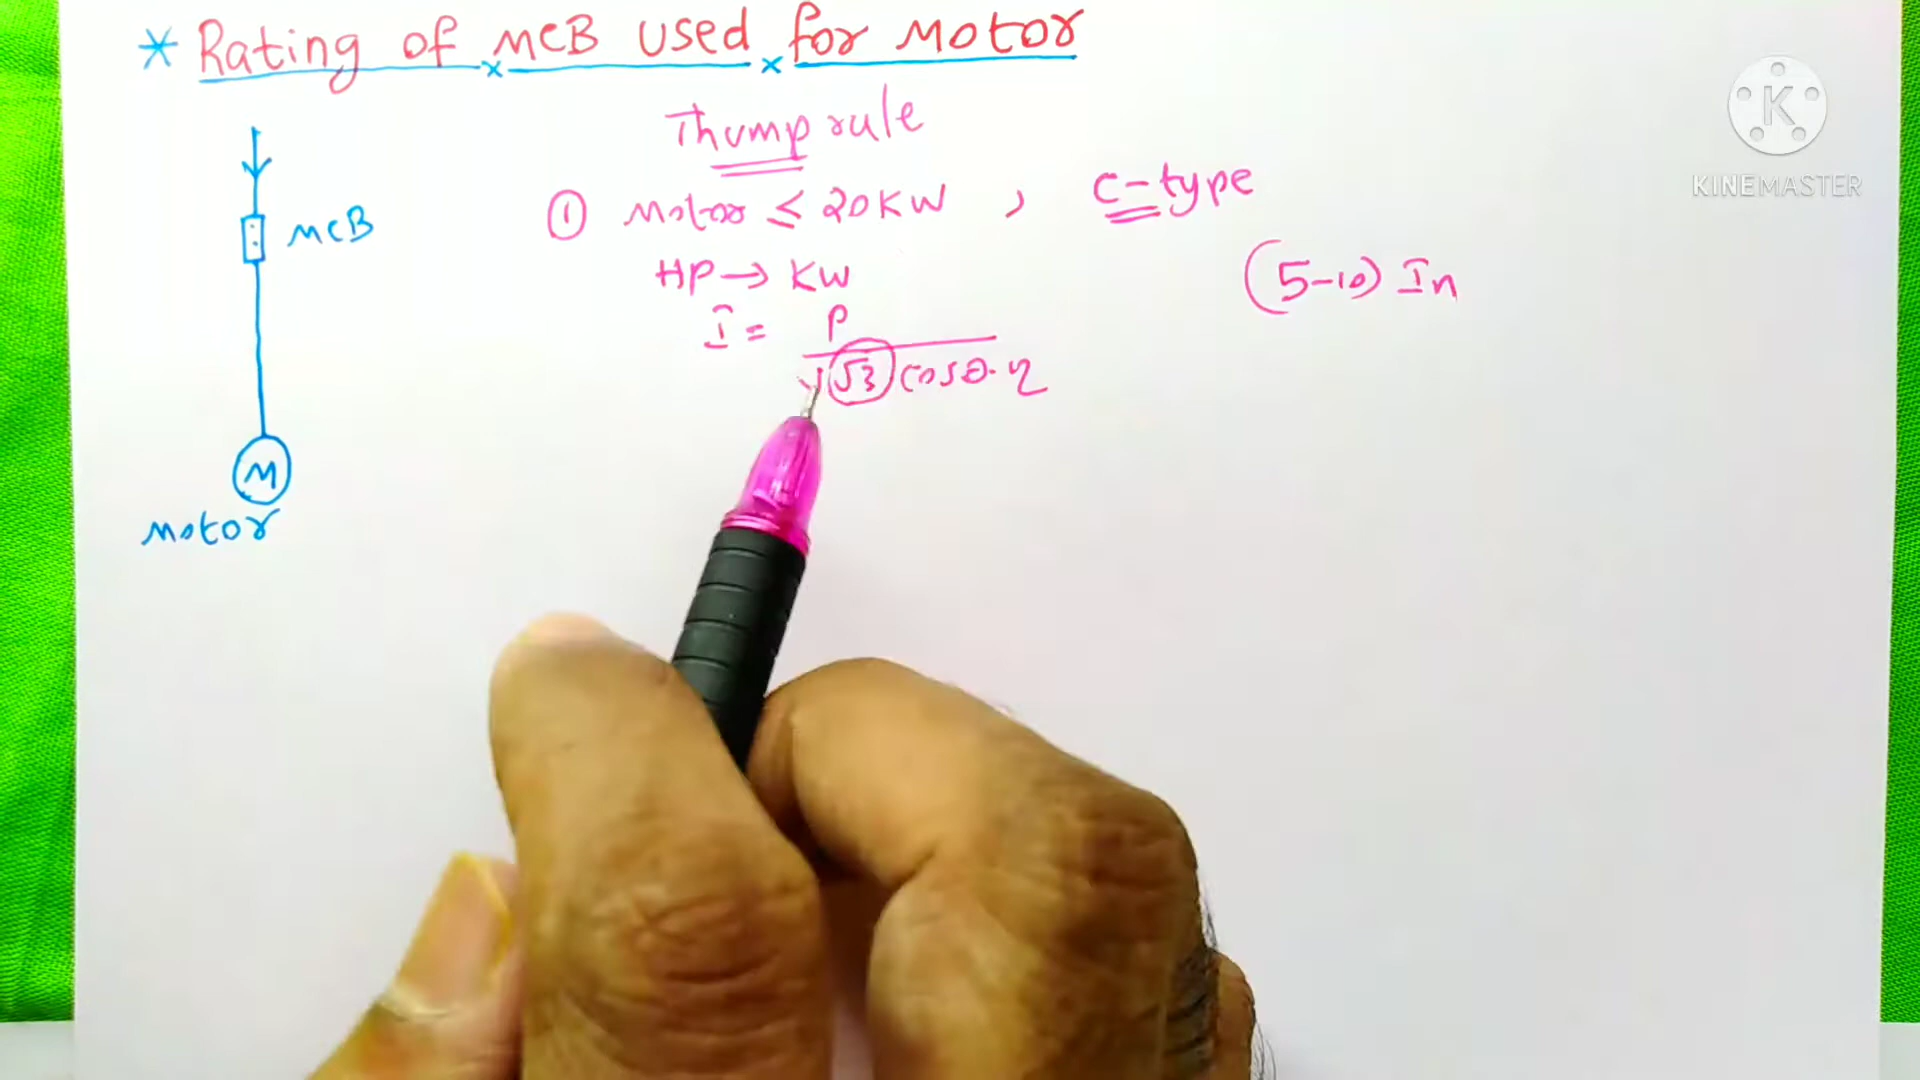 * Rating of MCB used for Motor
Thump rule
① Motor ≤ 20KW , C-type
MCB
HP → KW
(5-10) In
I = P
V √3 cosθ. η
M
Motor
K
KINEMASTER